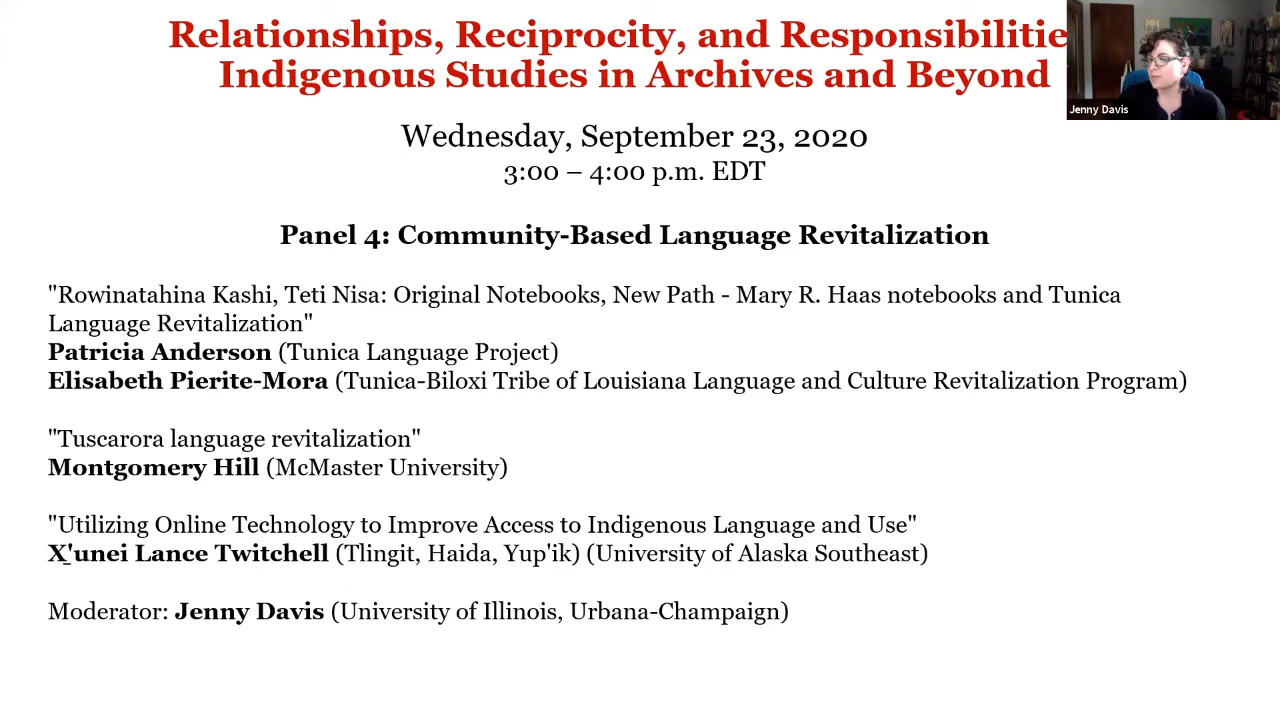 Relationships, Reciprocity, and Responsibilitie
Indigenous Studies in Archives and Beyond
Jenny Davis
Wednesday, September 23, 2020
3:00 – 4:00 p.m. EDT
Panel 4: Community-Based Language Revitalization
"Rowinatahina Kashi, Teti Nisa: Original Notebooks, New Path - Mary R. Haas notebooks and Tunica
Language Revitalization"
Patricia Anderson (Tunica Language Project)
Elisabeth Pierite-Mora (Tunica-Biloxi Tribe of Louisiana Language and Culture Revitalization Program)
"Tuscarora language revitalization"
Montgomery Hill (McMaster University)
"Utilizing Online Technology to Improve Access to Indigenous Language and Use"
X̱'unei Lance Twitchell (Tlingit, Haida, Yup'ik) (University of Alaska Southeast)
Moderator: Jenny Davis (University of Illinois, Urbana-Champaign)